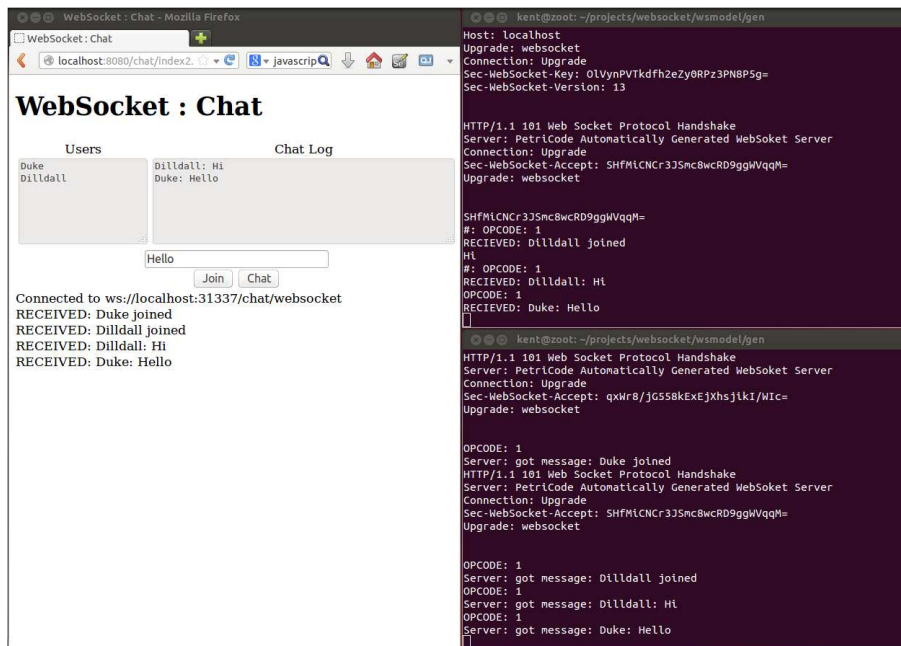 WebSocket : Chat - Mozilla Firefox
WebSocket : Chat
localhost:8080/chat/index2.
javascrip
WebSocket : Chat
Users
Chat Log
Duke
Dilldall
Dilldall: Hi
Duke: Hello
Hello
Join
Chat
Connected to ws://localhost:31337/chat/websocket
RECEIVED: Duke joined
RECEIVED: Dilldall joined
RECEIVED: Dilldall: Hi
RECEIVED: Duke: Hello
kent@zoot: ~/projects/websocket/wsmodel/gen
Host: localhost
Upgrade: websocket
Connection: Upgrade
Sec-WebSocket-Key: OlVynPVTkdfh2eZy0RPz3PN8P5g=
Sec-WebSocket-Version: 13
HTTP/1.1 101 Web Socket Protocol Handshake
Server: PetriCode Automatically Generated WebSoket Server
Connection: Upgrade
Sec-WebSocket-Accept: SHfMiCNCr3JSmc8wcRD9ggWVqqM=
Upgrade: websocket
SHfMiCNCr3JSmc8wcRD9ggWVqqM=
#: OPCODE: 1
RECIEVED: Dilldall joined
Hi
#: OPCODE: 1
RECIEVED: Dilldall: Hi
OPCODE: 1
RECIEVED: Duke: Hello
kent@zoot: ~/projects/websocket/wsmodel/gen
HTTP/1.1 101 Web Socket Protocol Handshake
Server: PetriCode Automatically Generated WebSoket Server
Connection: Upgrade
Sec-WebSocket-Accept: qxWr8/jG558kExEjXhsjikI/WIc=
Upgrade: websocket
OPCODE: 1
Server: got message: Duke joined
HTTP/1.1 101 Web Socket Protocol Handshake
Server: PetriCode Automatically Generated WebSoket Server
Connection: Upgrade
Sec-WebSocket-Accept: SHfMiCNCr3JSmc8wcRD9ggWVqqM=
Upgrade: websocket
OPCODE: 1
Server: got message: Dilldall joined
OPCODE: 1
Server: got message: Dilldall: Hi
OPCODE: 1
Server: got message: Duke: Hello